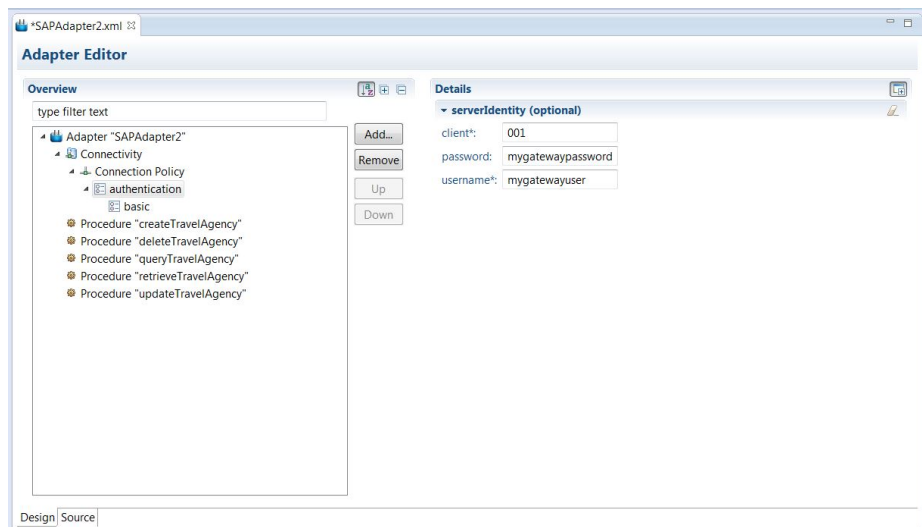 *SAPAdapter2.xml
Adapter Editor
Overview
type filter text
Adapter "SAPAdapter2"
Connectivity
Connection Policy
authentication
basic
Procedure "createTravelAgency"
Procedure "deleteTravelAgency"
Procedure "queryTravelAgency"
Procedure "retrieveTravelAgency"
Procedure "updateTravelAgency"
Add...
Remove
Up
Down
Details
serverIdentity (optional)
client*: 001
password: mygatewaypassword
username*: mygatewayuser
Design Source